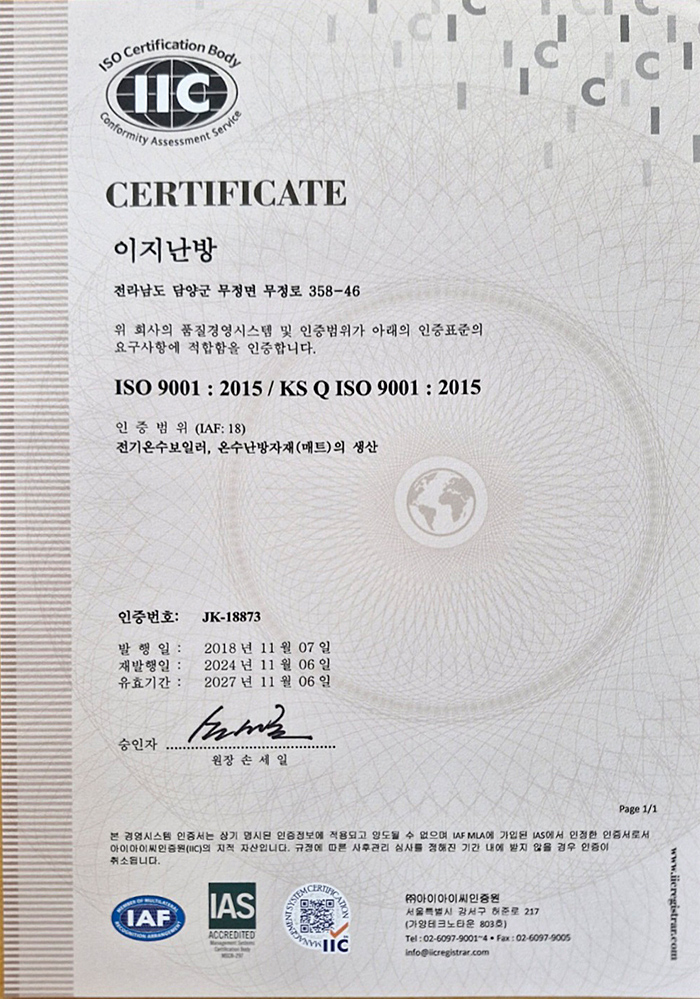 ISO Certification Body
IIC
Conformity Assessment Service
CERTIFICATE
이지난방
전라남도 담양군 무정면 무정로 358-46
위 회사의 품질경영시스템 및 인증범위가 아래의 인증표준의
요구사항에 적합함을 인증합니다.
ISO 9001 : 2015 / KS Q ISO 9001 : 2015
인 증 범 위 (IAF: 18)
전기온수보일러, 온수난방자재(매트)의 생산
인증번호: JK-18873
발 행 일 : 2018 년 11 월 07 일
재발행일 : 2024 년 11 월 06 일
유효기간 : 2027 년 11 월 06 일
승인자
원장 손 세 일
Page 1/1
본 경영시스템 인증서는 상기 명시된 인증정보에 적용되고 양도될 수 없으며 IAF MLA에 가입된 IAS에서 인정한 인증서로서
아이아이씨인증원(IIC)의 지적 자산입니다. 규정에 따른 사후관리 심사를 정해진 기간 내에 받지 않을 경우 인증이
취소됩니다.
www.iicregistrar.com
MEMBER OF MULTILATERAL
IAF
RECOGNITION ARRANGEMENT
IAS
ACCREDITED
Management Systems
Certification Body
MANAGEMENT SYSTEM CERTIFICATION
IIC
㈜아이아이씨인증원
서울특별시 강서구 허준로 217
(가양테크노타운 803호)
Tel : 02-6097-9001~4 • Fax : 02-6097-9005
info@iicregistrar.com